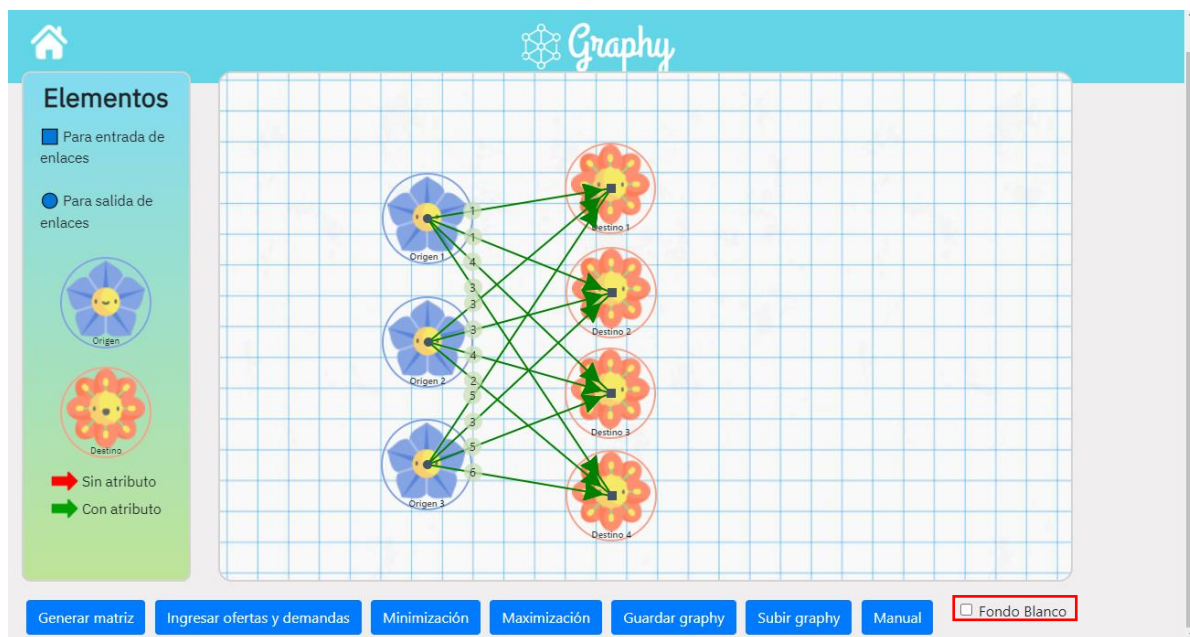 Graphy
Elementos
Para entrada de
enlaces
Para salida de
enlaces
Origen
Destino
Sin atributo
Con atributo
Origen 1
Origen 2
Origen 3
Destino 1
Destino 2
Destino 3
Destino 4
1
1
4
3
3
3
4
2
5
3
5
6
Generar matriz
Ingresar ofertas y demandas
Minimización
Maximización
Guardar graphy
Subir graphy
Manual
Fondo Blanco